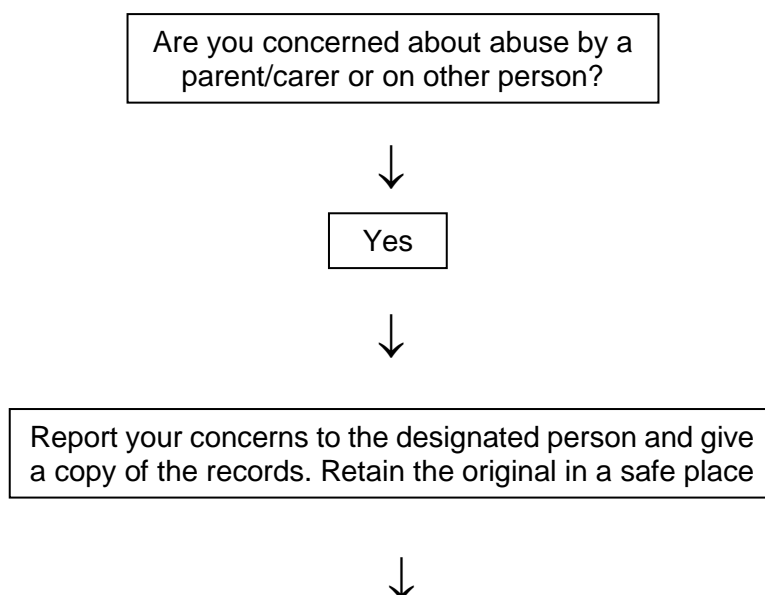 Are you concerned about abuse by a
parent/carer or on other person?
Yes
Report your concerns to the designated person and give
a copy of the records. Retain the original in a safe place